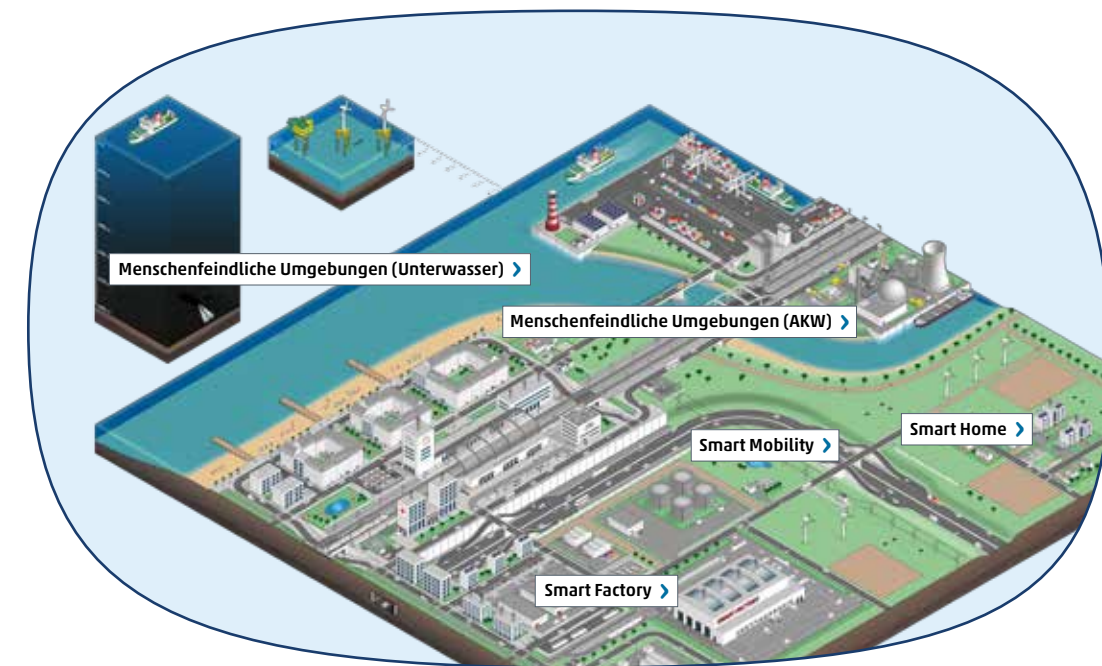 Menschenfeindliche Umgebungen (Unterwasser) ›
Menschenfeindliche Umgebungen (AKW) ›
Smart Home ›
Smart Mobility ›
Smart Factory ›